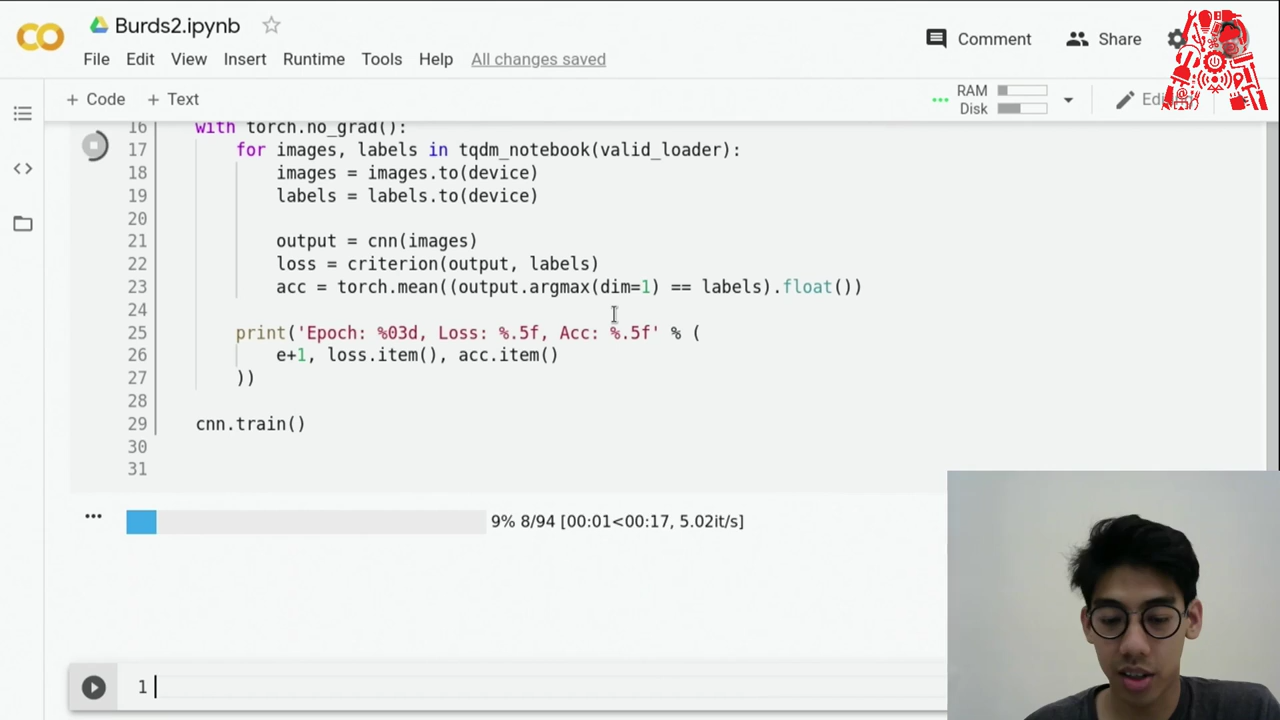 Burds2.ipynb
File Edit View Insert Runtime Tools Help All changes saved
Comment
Share
+ Code + Text
RAM
Disk
16 with torch.no_grad():
17 for images, labels in tqdm_notebook(valid_loader):
18 images = images.to(device)
19 labels = labels.to(device)
20
21 output = cnn(images)
22 loss = criterion(output, labels)
23 acc = torch.mean((output.argmax(dim=1) == labels).float())
24
25 print('Epoch: %03d, Loss: %.5f, Acc: %.5f' % (
26 e+1, loss.item(), acc.item()
27 ))
28
29 cnn.train()
30
31
9% 8/94 [00:01<00:17, 5.02it/s]
1